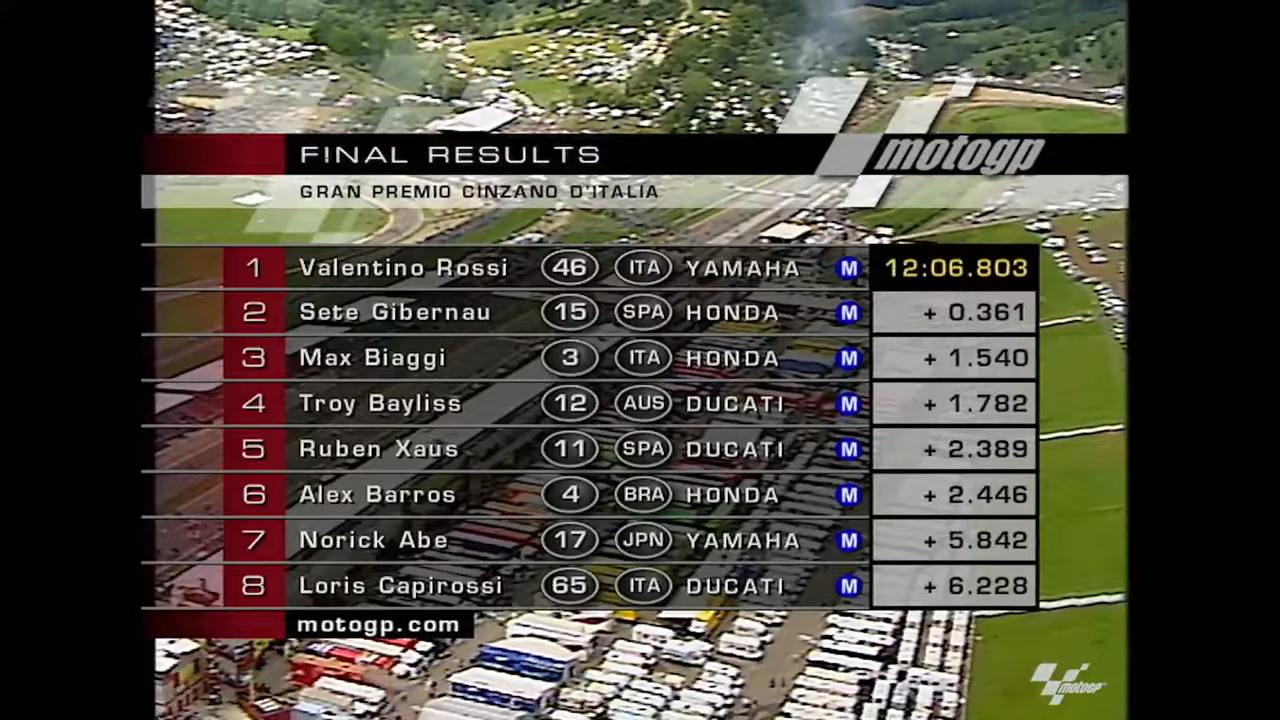 FINAL RESULTS
motogp
GRAN PREMIO CINZANO D'ITALIA
1 Valentino Rossi 46 ITA YAMAHA M 12:06.803
2 Sete Gibernau 15 SPA HONDA M + 0.361
3 Max Biaggi 3 ITA HONDA M + 1.540
4 Troy Bayliss 12 AUS DUCATI M + 1.782
5 Ruben Xaus 11 SPA DUCATI M + 2.389
6 Alex Barros 4 BRA HONDA M + 2.446
7 Norick Abe 17 JPN YAMAHA M + 5.842
8 Loris Capirossi 65 ITA DUCATI M + 6.228
motogp.com
motogp